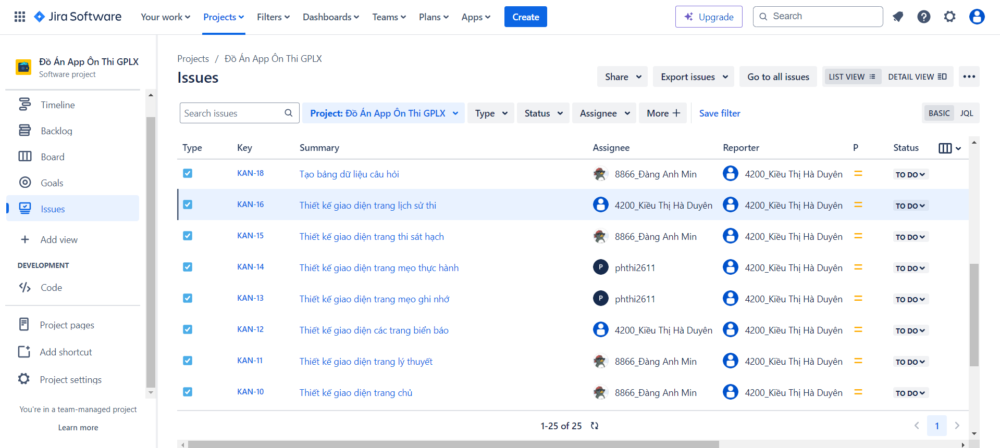 Jira Software Your work Projects Filters Dashboards Teams Plans Apps Create Upgrade Search
Đồ Án App Ôn Thi GPLX
Software project
Timeline
Backlog
Board
Goals
Issues
Add view
DEVELOPMENT
Code
Project pages
Add shortcut
Project settings
You're in a team-managed project
Learn more
Projects / Đồ Án App Ôn Thi GPLX
Issues
Share Export issues Go to all issues LIST VIEW DETAIL VIEW
Search issues Project: Đồ Án App Ôn Thi GPLX Type Status Assignee More + Save filter BASIC JQL
Type Key Summary Assignee Reporter P Status
KAN-18 Tạo bảng dữ liệu câu hỏi 8866_Đàng Anh Min 4200_Kiều Thị Hà Duyên TO DO
KAN-16 Thiết kế giao diện trang lịch sử thi 4200_Kiều Thị Hà Duyên 4200_Kiều Thị Hà Duyên TO DO
KAN-15 Thiết kế giao diện trang thi sát hạch 8866_Đàng Anh Min 4200_Kiều Thị Hà Duyên TO DO
KAN-14 Thiết kế giao diện trang mẹo thực hành P phthi2611 4200_Kiều Thị Hà Duyên TO DO
KAN-13 Thiết kế giao diện trang mẹo ghi nhớ P phthi2611 4200_Kiều Thị Hà Duyên TO DO
KAN-12 Thiết kế giao diện các trang biển báo 4200_Kiều Thị Hà Duyên 4200_Kiều Thị Hà Duyên TO DO
KAN-11 Thiết kế giao diện trang lý thuyết 8866_Đàng Anh Min 4200_Kiều Thị Hà Duyên TO DO
KAN-10 Thiết kế giao diện trang chủ 8866_Đàng Anh Min 4200_Kiều Thị Hà Duyên TO DO
1-25 of 25 1